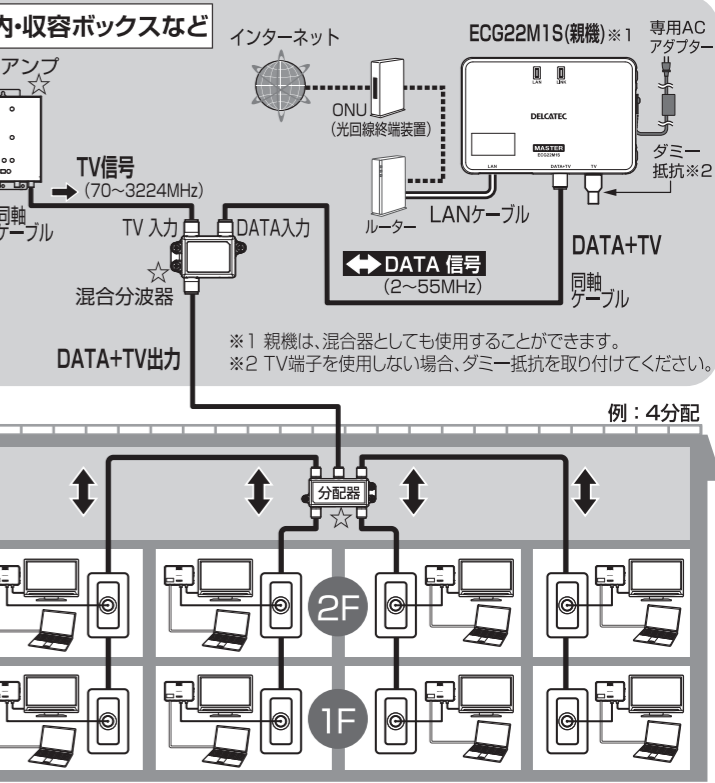 内・収容ボックスなど
インターネット
ECG22M1S(親機)※1
専用AC
アダプター
アンプ
☆
ONU
(光回線終端装置)
LAN
LINK
DELCATEC
MASTER
ECG22M1S
LAN
DATA+TV
TV
ダミー
抵抗※2
TV信号
(70~3224MHz)
同軸
ケーブル
TV 入力
DATA入力
ルーター
LANケーブル
☆
混合分波器
DATA 信号
(2~55MHz)
DATA+TV
同軸
ケーブル
DATA+TV出力
※1 親機は、混合器としても使用することができます。
※2 TV端子を使用しない場合、ダミー抵抗を取り付けてください。
例：4分配
分配器
☆
2F
1F